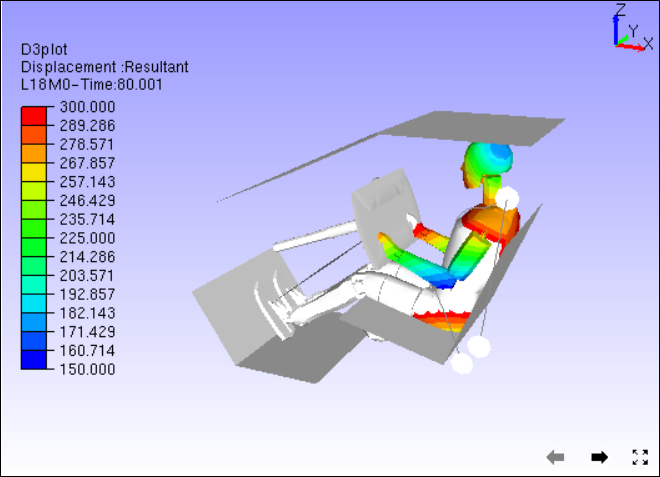 Z
Y
X
D3plot
Displacement :Resultant
L18M0-Time:80.001
300.000
289.286
278.571
267.857
257.143
246.429
235.714
225.000
214.286
203.571
192.857
182.143
171.429
160.714
150.000